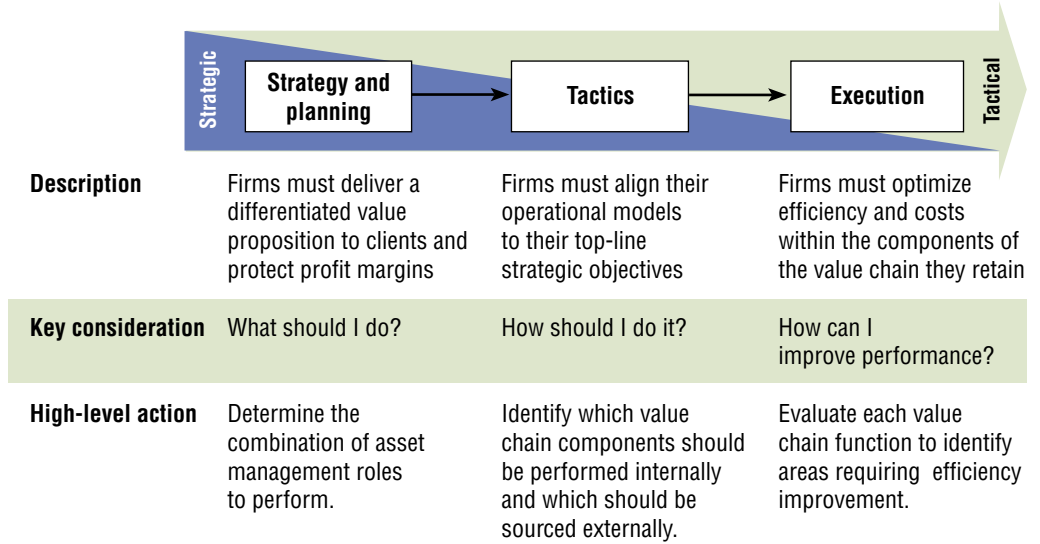 Strategic
Strategy and
planning
Tactics
Execution
Tactical
Description
Firms must deliver a
differentiated value
proposition to clients and
protect profit margins
Firms must align their
operational models
to their top-line
strategic objectives
Firms must optimize
efficiency and costs
within the components of
the value chain they retain
Key consideration
What should I do?
How should I do it?
How can I
improve performance?
High-level action
Determine the
combination of asset
management roles
to perform.
Identify which value
chain components should
be performed internally
and which should be
sourced externally.
Evaluate each value
chain function to identify
areas requiring efficiency
improvement.